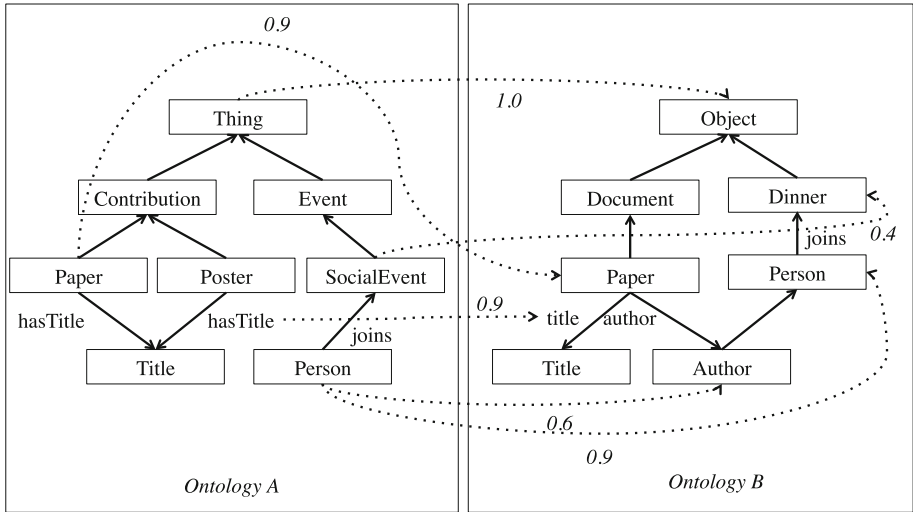 0.9
1.0
Thing
Object
Contribution
Event
Document
Dinner
0.4
joins
Paper
Poster
SocialEvent
Paper
Person
hasTitle
hasTitle
0.9
title
author
joins
Title
Person
Title
Author
0.6
0.9
Ontology A
Ontology B